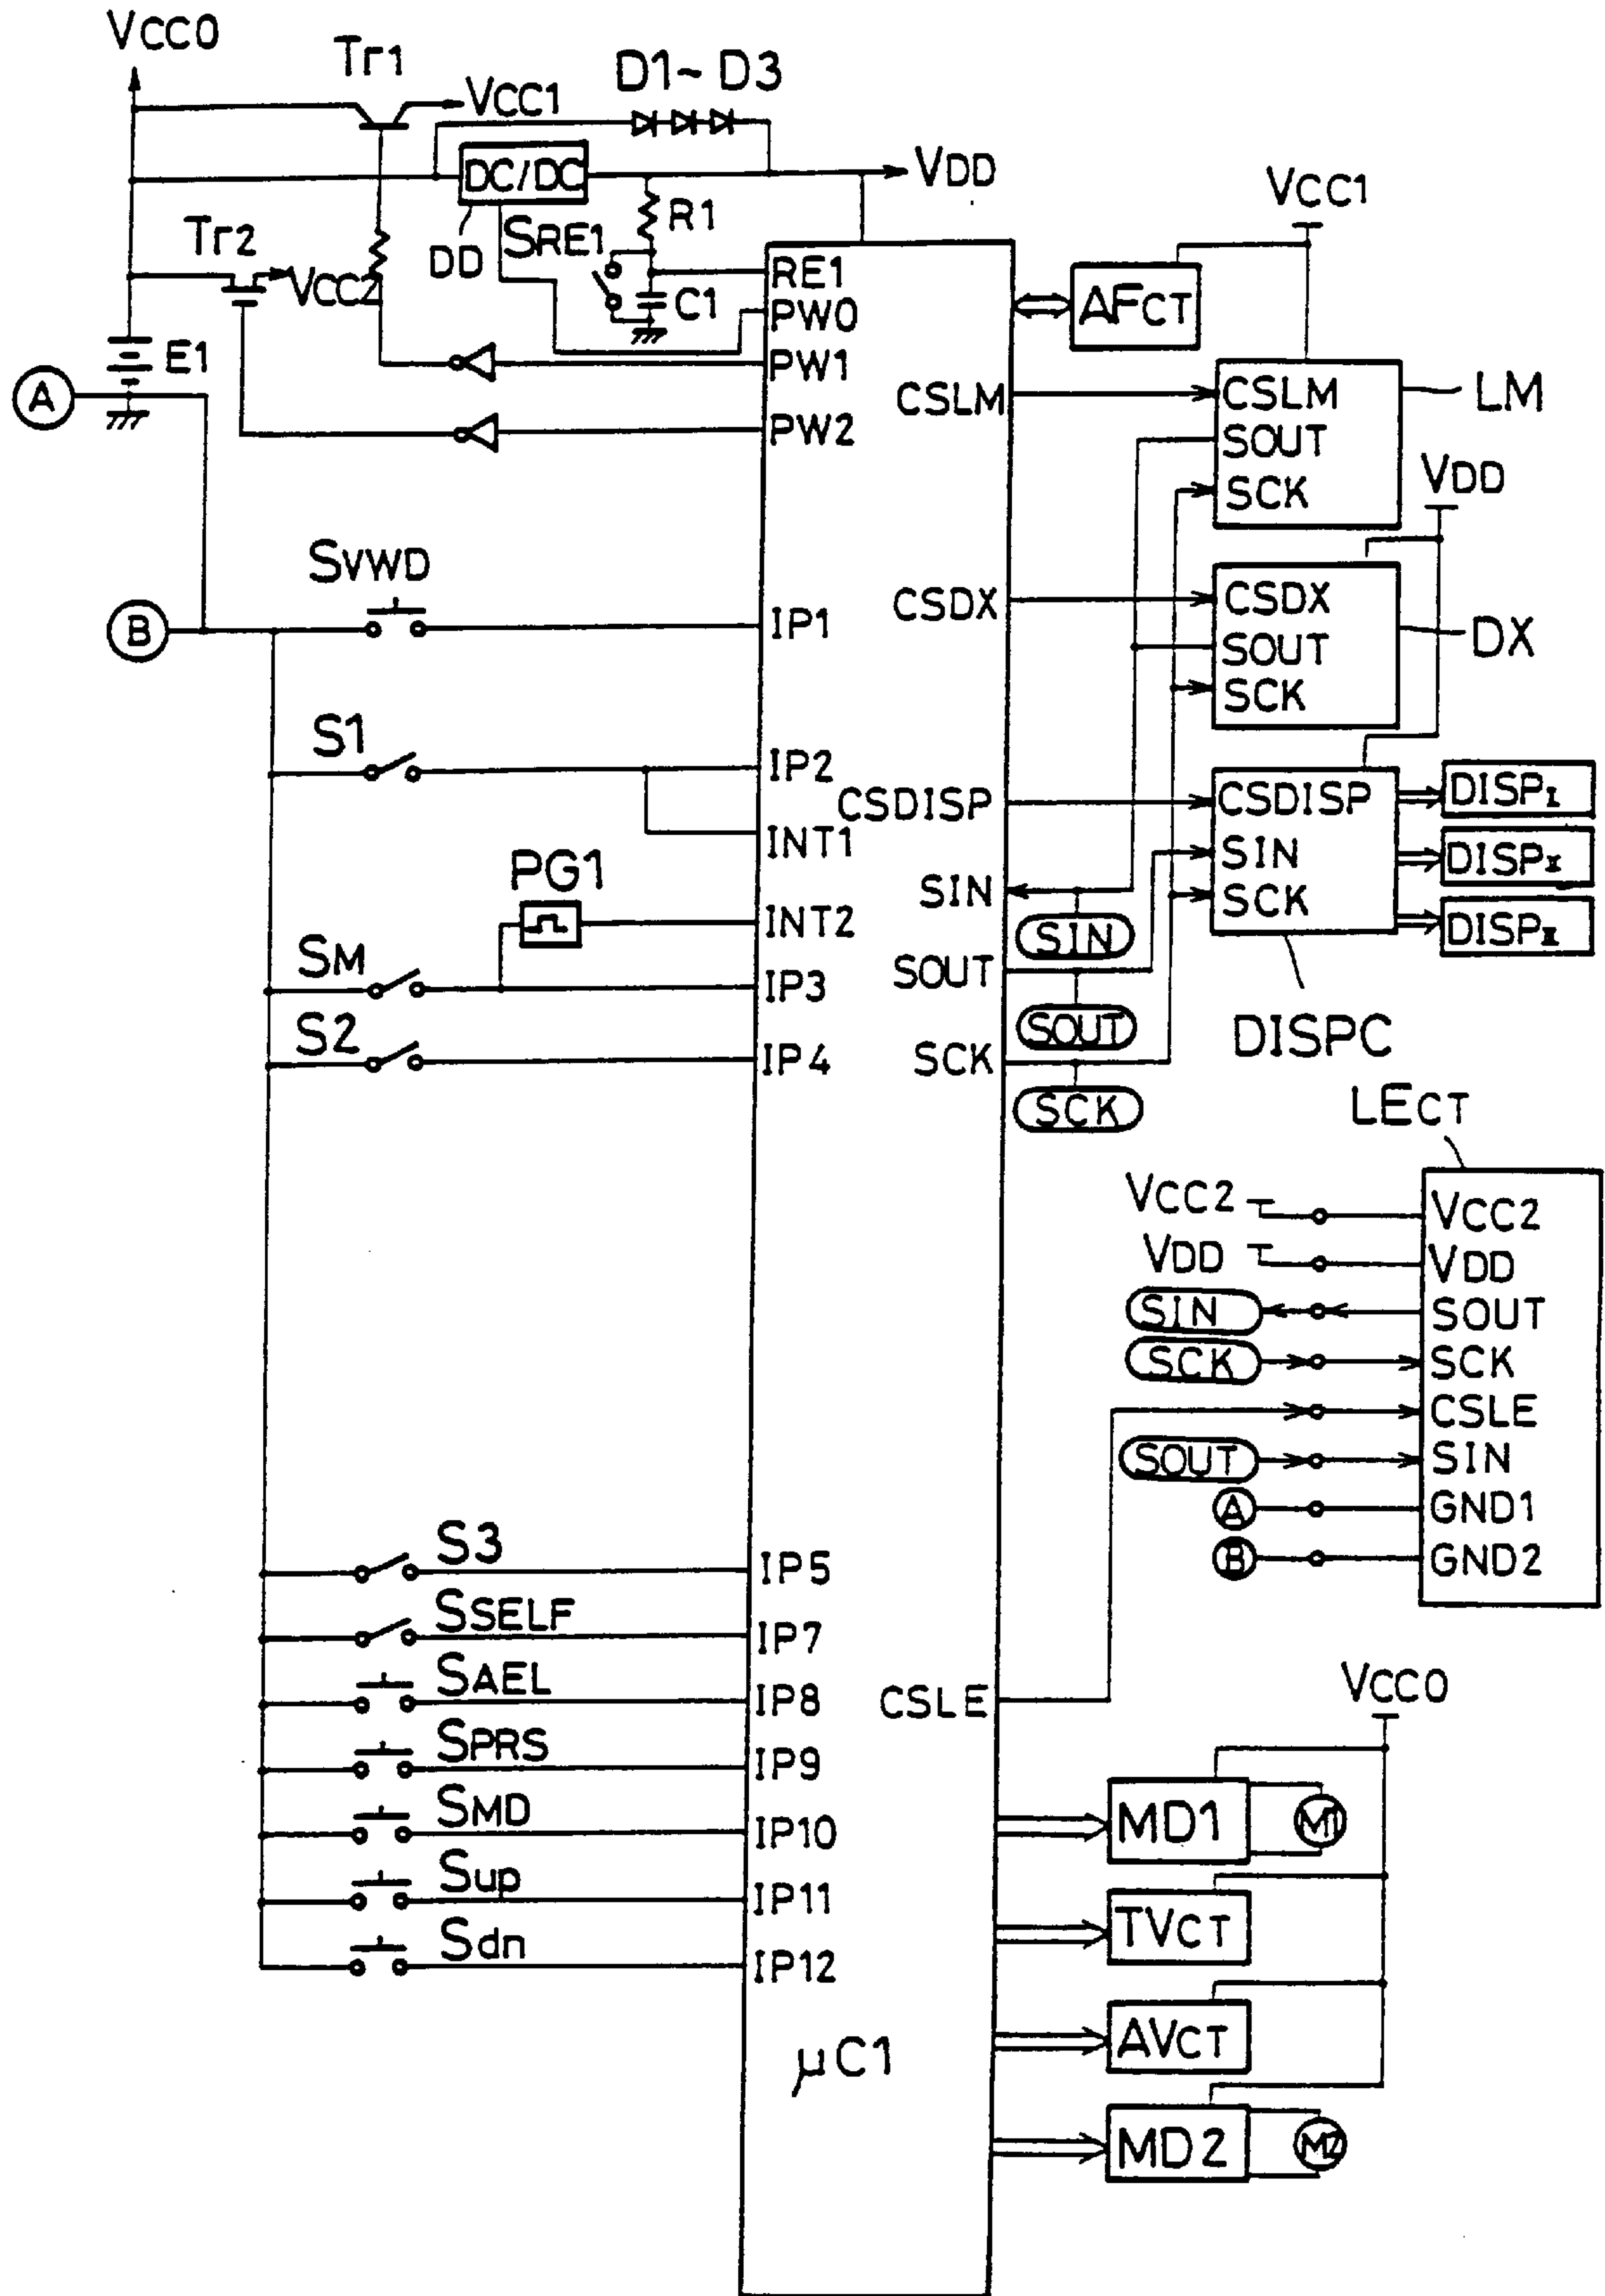 VCC0
Tr1
VCC1
D1~D3
DC/DC
VDD
R1
Tr2
VCC2
DD
SRE1
C1
E1
A
B
RE1
PW0
PW1
PW2
SVWD
IP1
S1
IP2
INT1
PG1
INT2
SM
IP3
S2
IP4
S3
IP5
SSELF
IP7
SAEL
IP8
SPRS
IP9
SMD
IP10
Sup
IP11
Sdn
IP12
μC1
CSLM
CSDX
CSDISP
SIN
SOUT
SCK
CSLE
SIN
SOUT
SCK
VCC1
AFCT
CSLM
SOUT
SCK
LM
VDD
CSDX
SOUT
SCK
DX
CSDISP
SIN
SCK
DISPC
DISPI
DISP
DISP
LECT
VCC2
VCC2
VDD
VDD
SIN
SOUT
SCK
SCK
CSLE
SOUT
SIN
A
GND1
B
GND2
VCC0
MD1
M1
TVCT
AVCT
MD2
M2